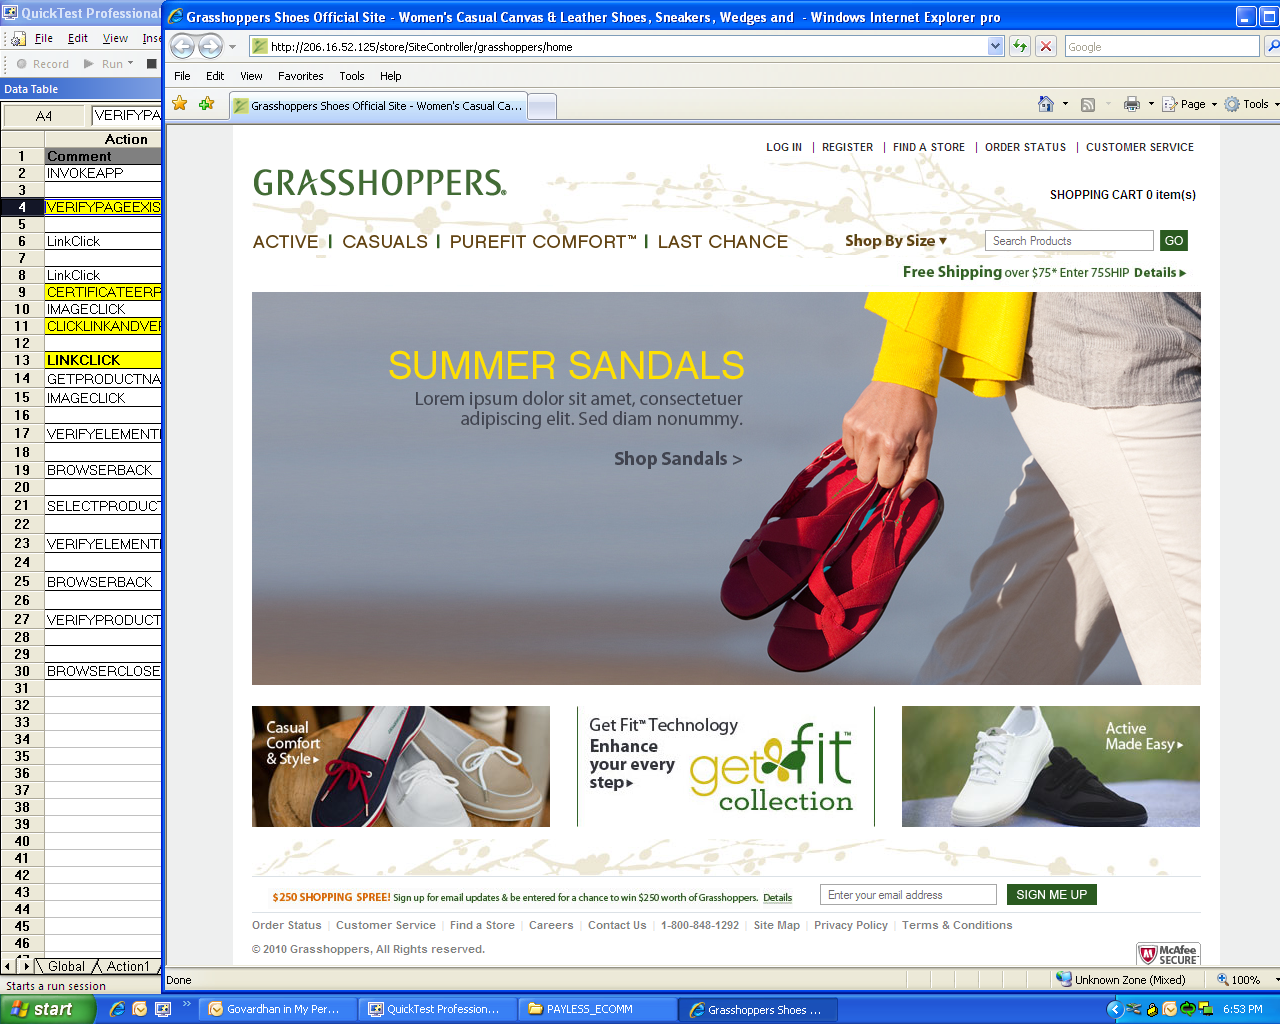 QuickTest Professional
File Edit View Inse
Record Run
Data Table
A4 VERIFYPA
Action
1 Comment
2 INVOKEAPP
3
4 VERIFYPAGEEXIS
5
6 LinkClick
7
8 LinkClick
9 CERTIFICATEERR
10 IMAGECLICK
11 CLICKLINKANDVER
12
13 LINKCLICK
14 GETPRODUCTNA
15 IMAGECLICK
16
17 VERIFYELEMENT
18
19 BROWSERBACK
20
21 SELECTPRODUCT
22
23 VERIFYELEMENT
24
25 BROWSERBACK
26
27 VERIFYPRODUCT
28
29
30 BROWSERCLOSE
31
32
33
34
35
36
37
38
39
40
41
42
43
44
45
46
Global Action1
Starts a run session
Grasshoppers Shoes Official Site - Women's Casual Canvas & Leather Shoes, Sneakers, Wedges and - Windows Internet Explorer pro
http://206.16.52.125/store/SiteController/grasshoppers/home
Google
File Edit View Favorites Tools Help
Grasshoppers Shoes Official Site - Women's Casual Ca...
Page Tools
LOG IN | REGISTER | FIND A STORE | ORDER STATUS | CUSTOMER SERVICE
GRASSHOPPERS®
SHOPPING CART 0 item(s)
ACTIVE | CASUALS | PUREFIT COMFORT™ | LAST CHANCE
Shop By Size ▾
Search Products GO
Free Shipping over $75* Enter 75SHIP Details ▸
SUMMER SANDALS
Lorem ipsum dolor sit amet, consectetuer
adipiscing elit. Sed diam nonummy.
Shop Sandals >
Casual
Comfort
& Style ▸
Get Fit™ Technology
Enhance
your every
step ▸
get fit™
collection
Active
Made Easy ▸
$250 SHOPPING SPREE! Sign up for email updates & be entered for a chance to win $250 worth of Grasshoppers. Details
Enter your email address SIGN ME UP
Order Status | Customer Service | Find a Store | Careers | Contact Us | 1-800-848-1292 | Site Map | Privacy Policy | Terms & Conditions
© 2010 Grasshoppers, All Rights reserved.
McAfee
SECURE™
Done
Unknown Zone (Mixed)
100%
start
Govardhan in My Per...
QuickTest Profession...
PAYLESS_ECOMM
Grasshoppers Shoes ...
6:53 PM